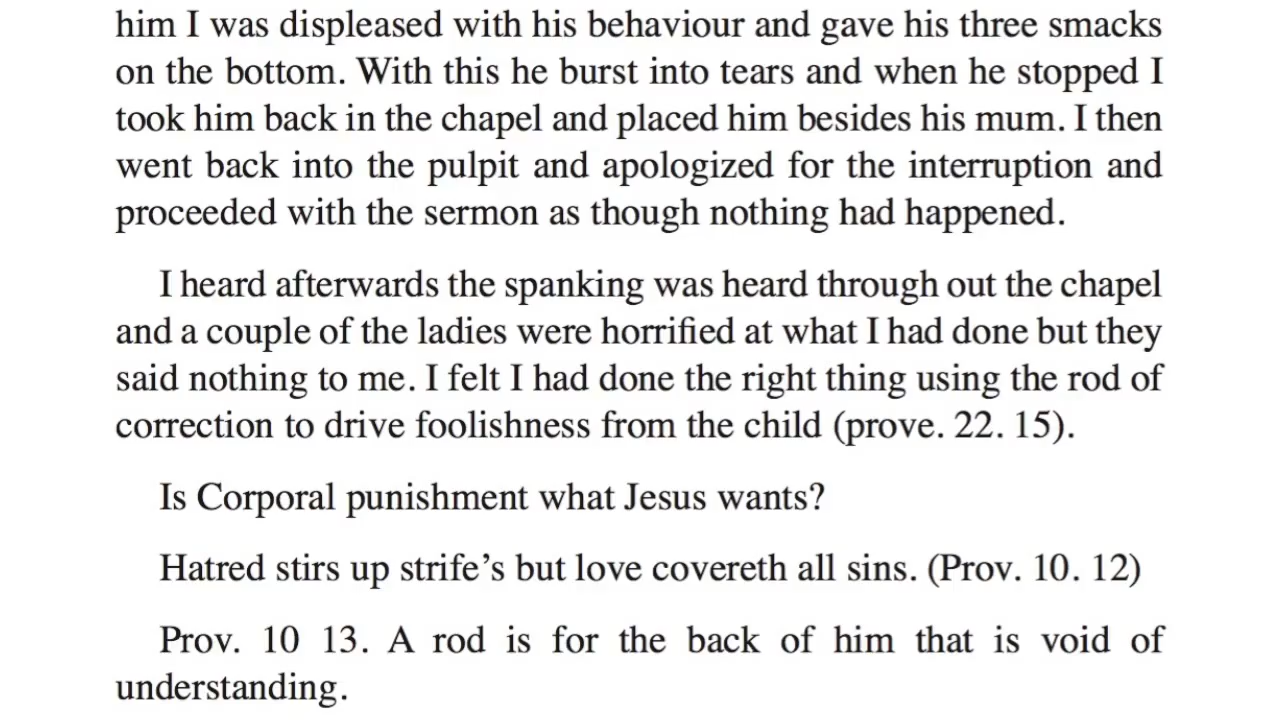 him I was displeased with his behaviour and gave his three smacks
on the bottom. With this he burst into tears and when he stopped I
took him back in the chapel and placed him besides his mum. I then
went back into the pulpit and apologized for the interruption and
proceeded with the sermon as though nothing had happened.
I heard afterwards the spanking was heard through out the chapel
and a couple of the ladies were horrified at what I had done but they
said nothing to me. I felt I had done the right thing using the rod of
correction to drive foolishness from the child (prove. 22. 15).
Is Corporal punishment what Jesus wants?
Hatred stirs up strife’s but love covereth all sins. (Prov. 10. 12)
Prov. 10 13. A rod is for the back of him that is void of
understanding.